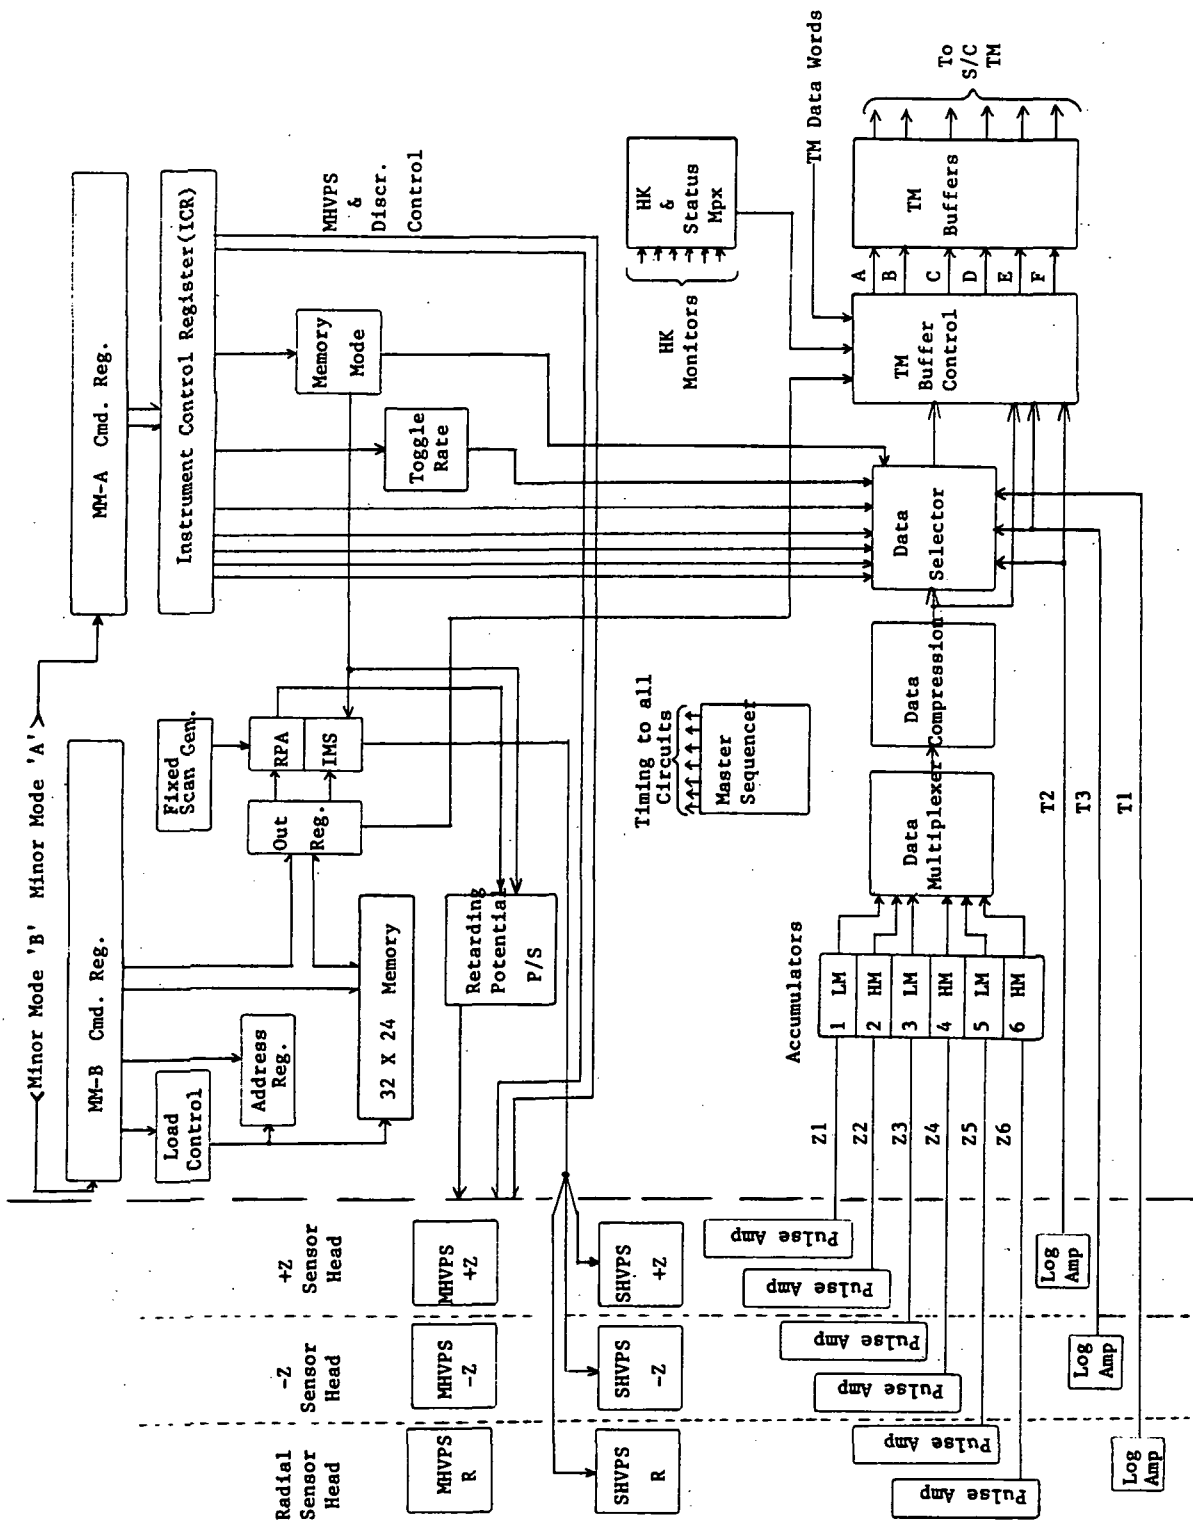 <Minor Mode 'B' Minor Mode 'A'>
MM-B Cmd. Reg.
MM-A Cmd. Reg.
Load
Control
Address
Reg.
32 X 24 Memory
Out
Reg.
Fixed
Scan Gen.
RPA
IMS
Instrument Control Register(ICR)
Toggle
Rate
Memory
Mode
MHVPS
&
Discr.
Control
Retarding
Potential
P/S
Radial
Sensor
Head
-Z
Sensor
Head
+Z
Sensor
Head
MHVPS
R
MHVPS
-Z
MHVPS
+Z
SHVPS
R
SHVPS
-Z
SHVPS
+Z
Timing to all
Circuits
Master
Sequencer
HK
Monitors
HK
&
Status
Mpx
TM Data Words
To
S/C
TM
Accumulators
Pulse Amp
Pulse Amp
Pulse Amp
Pulse Amp
Pulse Amp
Pulse Amp
Z1
Z2
Z3
Z4
Z5
Z6
1 LM
2 HM
3 LM
4 HM
5 LM
6 HM
Data
Multiplexer
Data
Compression
Data
Selector
TM
Buffer
Control
A
B
C
D
E
F
TM
Buffers
Log
Amp
Log
Amp
Log
Amp
T2
T3
T1